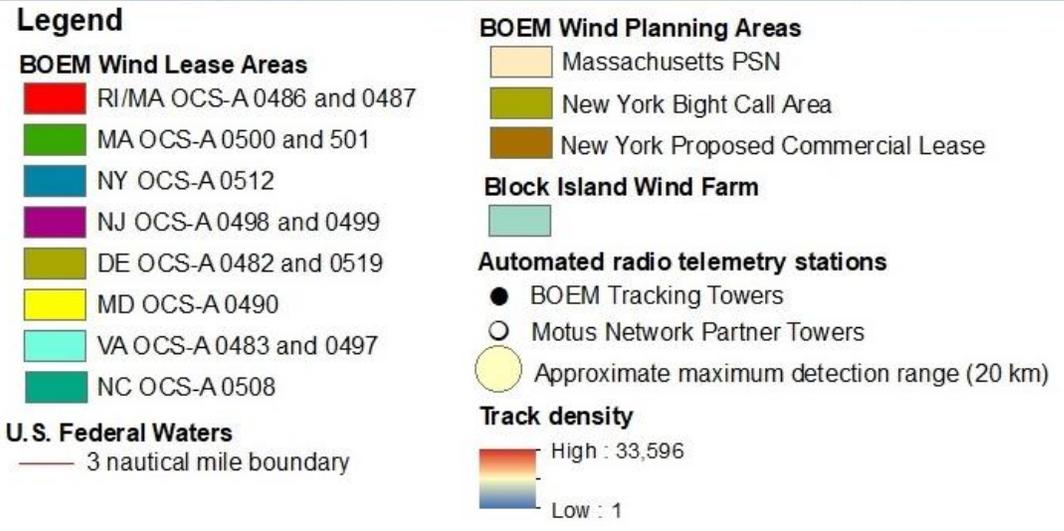 Legend
BOEM Wind Lease Areas
RI/MA OCS-A 0486 and 0487
MA OCS-A 0500 and 501
NY OCS-A 0512
NJ OCS-A 0498 and 0499
DE OCS-A 0482 and 0519
MD OCS-A 0490
VA OCS-A 0483 and 0497
NC OCS-A 0508
U.S. Federal Waters
3 nautical mile boundary
BOEM Wind Planning Areas
Massachusetts PSN
New York Bight Call Area
New York Proposed Commercial Lease
Block Island Wind Farm
Automated radio telemetry stations
BOEM Tracking Towers
Motus Network Partner Towers
Approximate maximum detection range (20 km)
Track density
High : 33,596
Low : 1